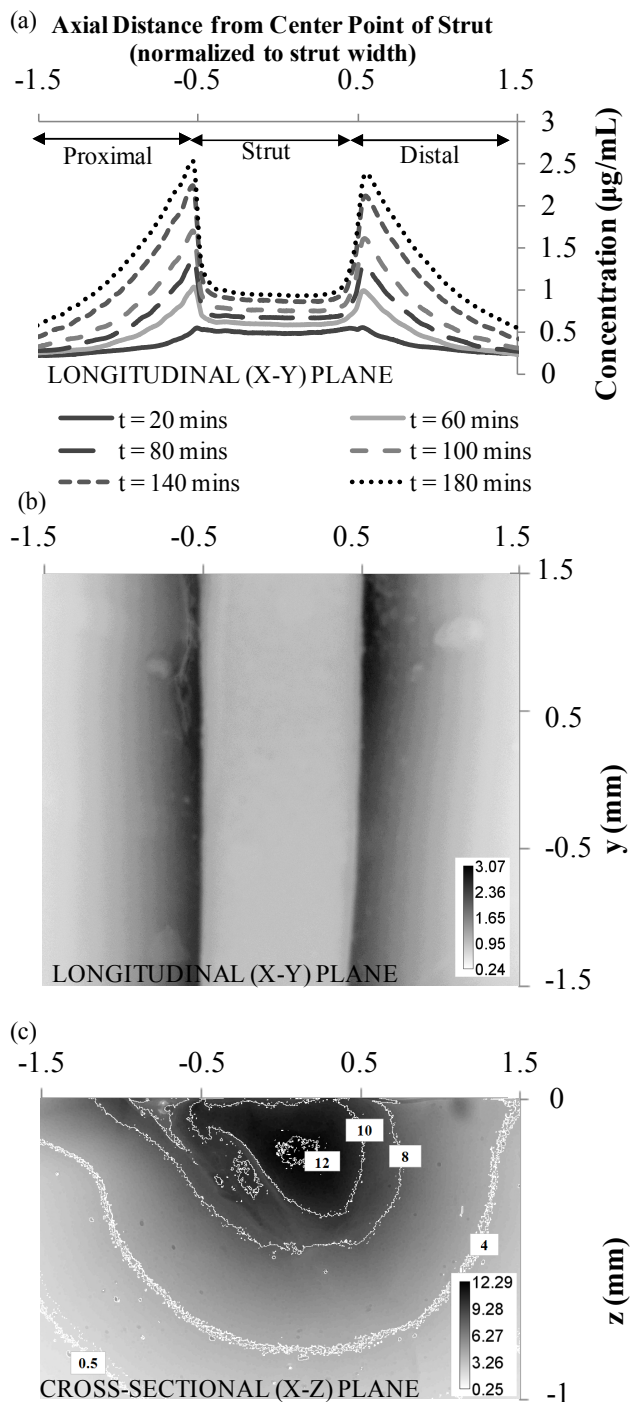 (a) Axial Distance from Center Point of Strut
(normalized to strut width)
-1.5 -0.5 0.5 1.5
Proximal Strut Distal
3
2.5
2
1.5
1
0.5
0
Concentration (µg/mL)
LONGITUDINAL (X-Y) PLANE
t = 20 mins t = 60 mins
t = 80 mins t = 100 mins
t = 140 mins t = 180 mins
(b)
-1.5 -0.5 0.5 1.5
1.5
0.5
-0.5
-1.5
y (mm)
3.07
2.36
1.65
0.95
0.24
LONGITUDINAL (X-Y) PLANE
(c)
-1.5 -0.5 0.5 1.5
0
-1
z (mm)
10
12
8
4
0.5
12.29
9.28
6.27
3.26
0.25
CROSS-SECTIONAL (X-Z) PLANE